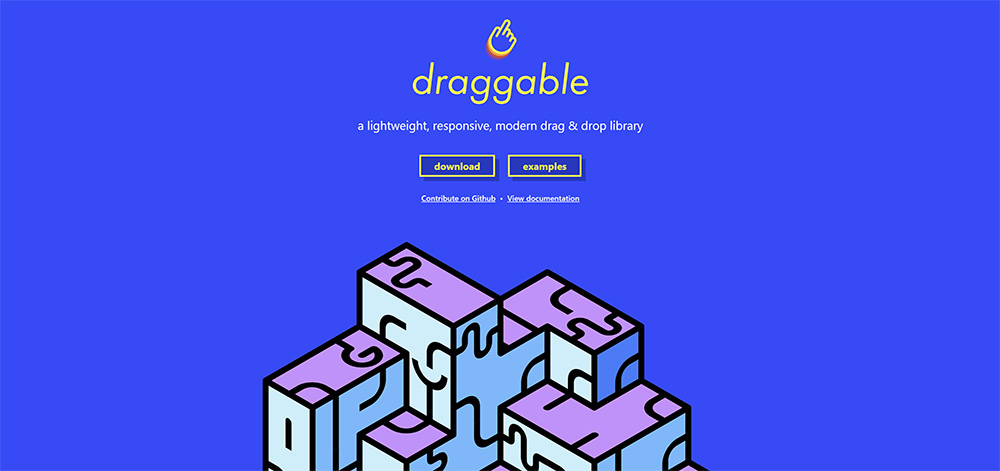 draggable
a lightweight, responsive, modern drag & drop library
download examples
Contribute on Github • View documentation